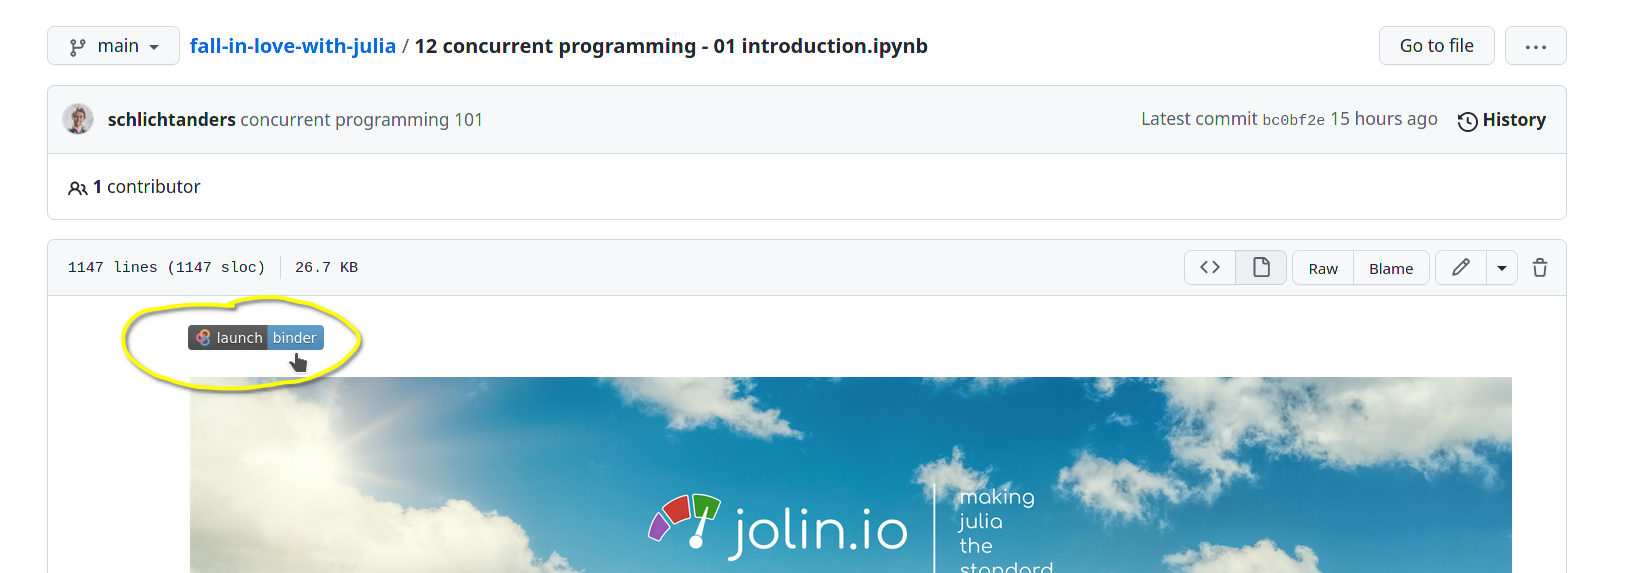 main
fall-in-love-with-julia / 12 concurrent programming - 01 introduction.ipynb
Go to file
...
schlichtanders concurrent programming 101
Latest commit bc0bf2e 15 hours ago
History
1 contributor
1147 lines (1147 sloc)
26.7 KB
<>
Raw
Blame
launch binder
jolin.io
making
julia
the
standard